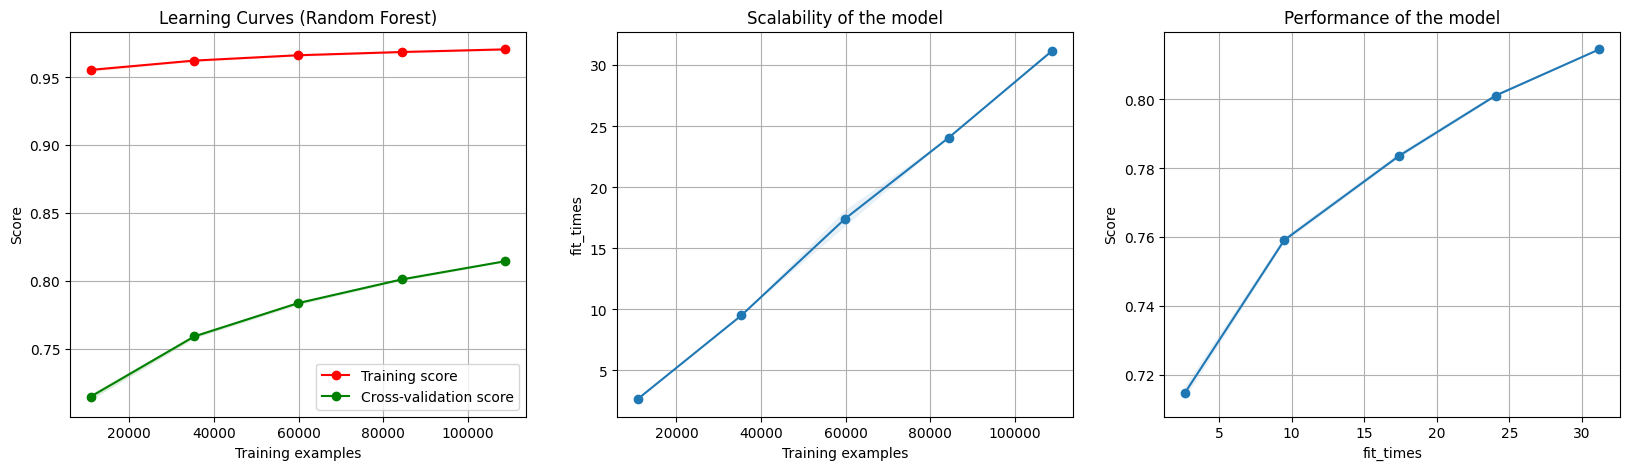 Learning Curves (Random Forest)
Score
0.95
0.90
0.85
0.80
0.75
Training score
Cross-validation score
20000 40000 60000 80000 100000
Training examples
Scalability of the model
fit_times
30
25
20
15
10
5
20000 40000 60000 80000 100000
Training examples
Performance of the model
Score
0.80
0.78
0.76
0.74
0.72
5 10 15 20 25 30
fit_times